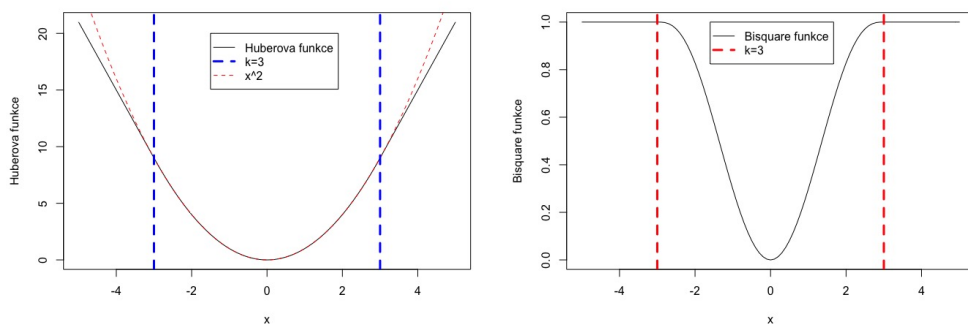 Huberova funkce
20
15
10
5
0
Huberova funkce
k=3
x^2
-4 -2 0 2 4
x
Bisquare funkce
1.0
0.8
0.6
0.4
0.2
0.0
Bisquare funkce
k=3
-4 -2 0 2 4
x